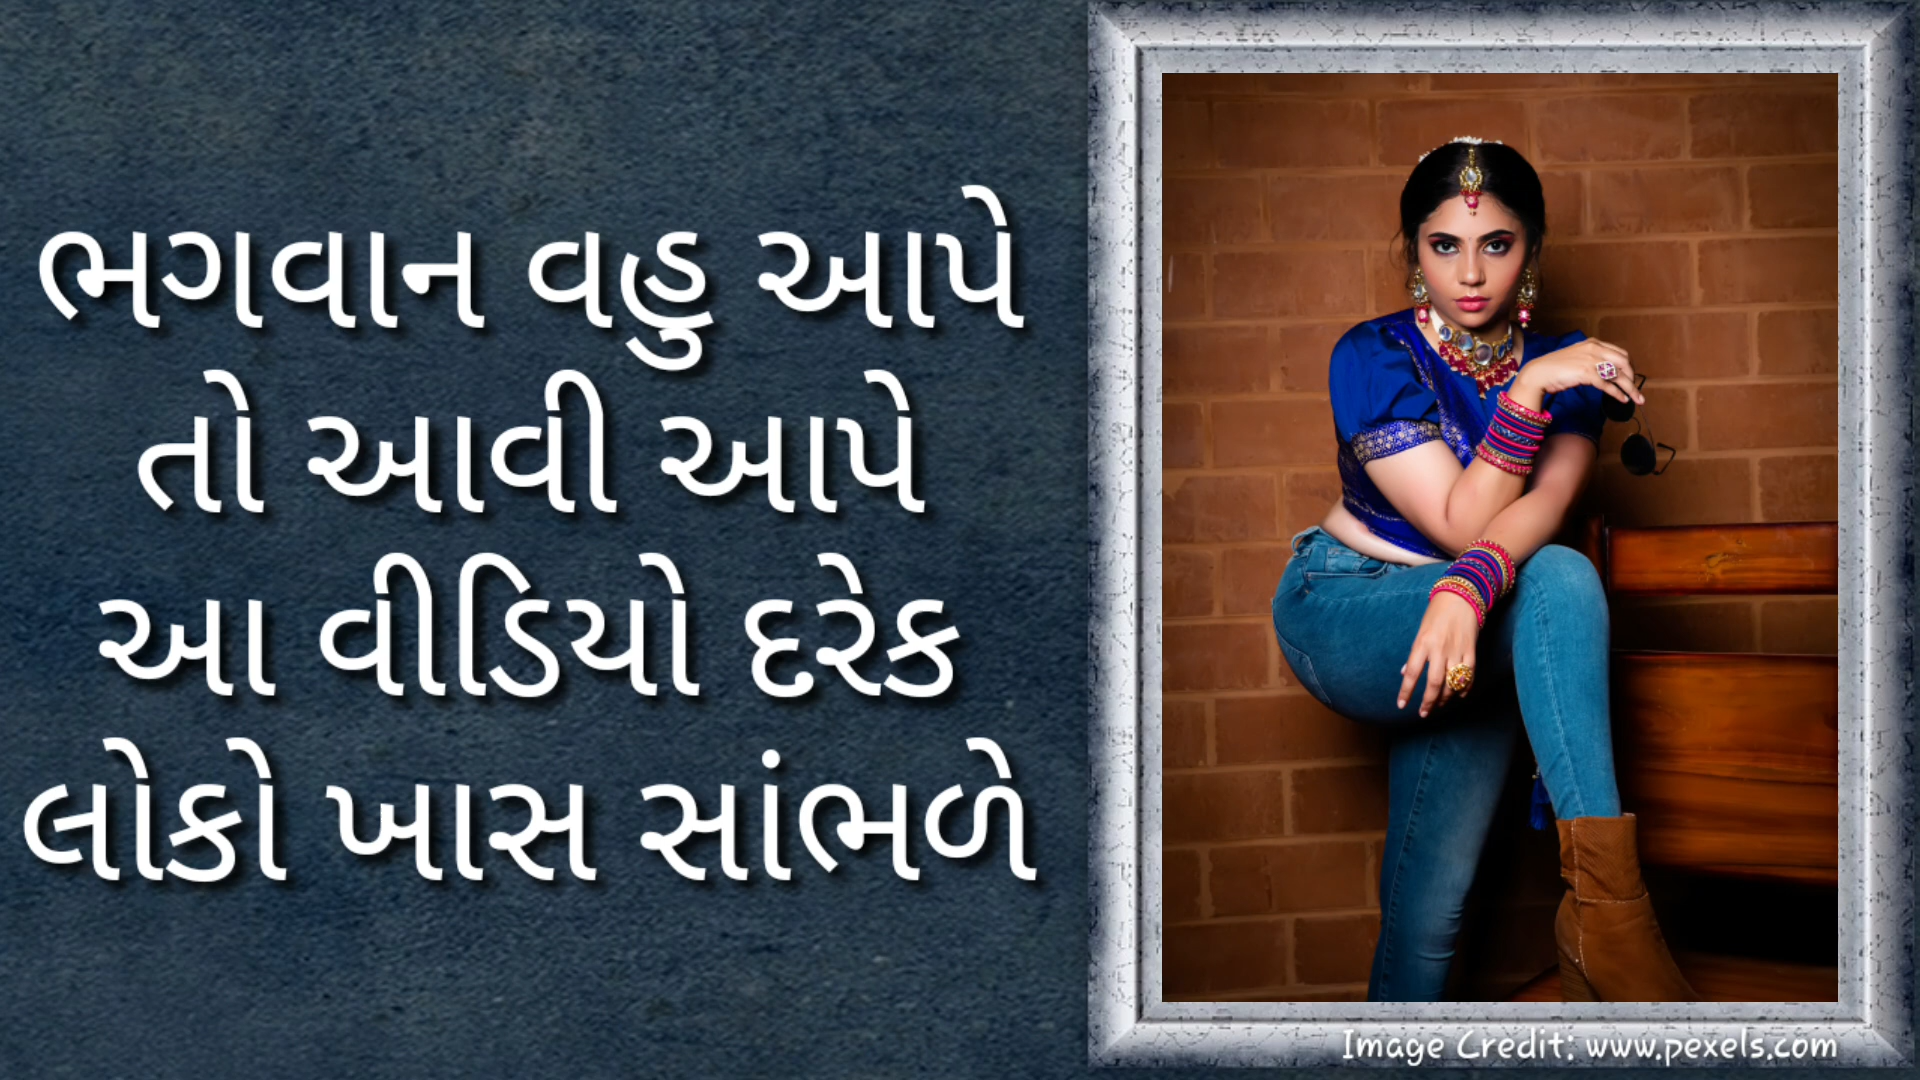 ભગવાન વહુ આપે
તો આવી આપે
આ વીડિયો દરેક
લોકો ખાસ સાંભળે
Image Credit: www.pexels.com